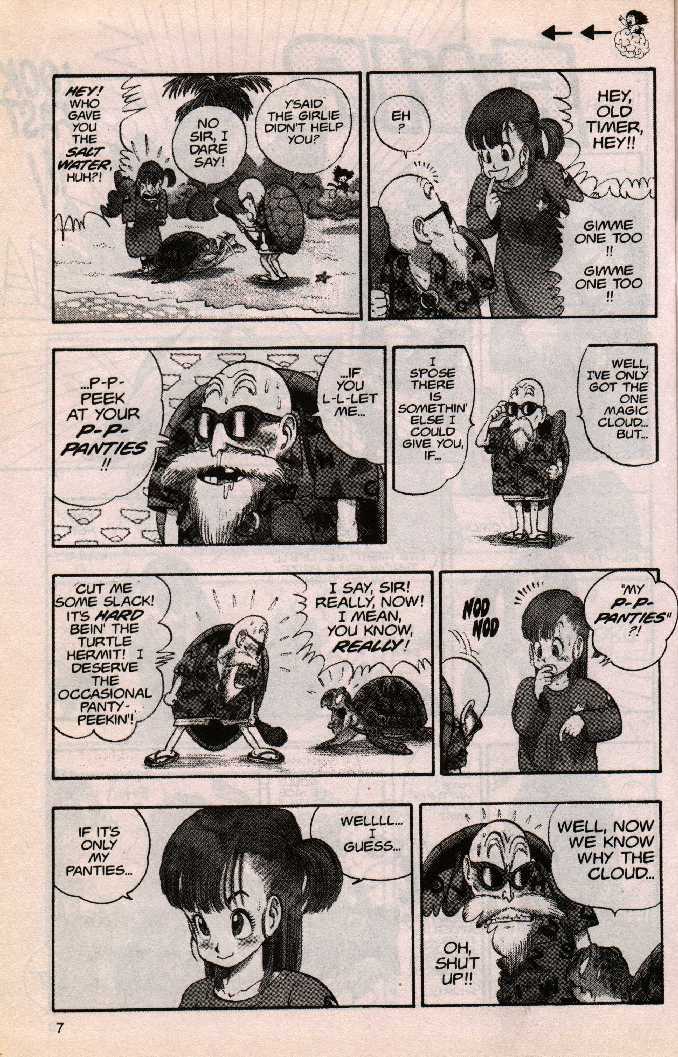 HEY,
OLD
TIMER,
HEY!!
GIMME
ONE TOO
!!
GIMME
ONE TOO
!!
EH
?
Y'SAID
THE GIRLIE
DIDN'T HELP
YOU?
NO
SIR, I
DARE
SAY!
HEY!
WHO
GAVE
YOU
THE
SALT
WATER,
HUH?!
WELL,
I'VE ONLY
GOT THE
ONE
MAGIC
CLOUD...
BUT...
I
SPOSE
THERE
IS
SOMETHIN'
ELSE I
COULD
GIVE YOU,
IF...
...IF
YOU
L-L-LET
ME...
...P-P-
PEEK
AT YOUR
P-P-
PANTIES
!!
"MY
P-P-
PANTIES"
?!
NOD
NOD
I SAY, SIR!
REALLY, NOW!
I MEAN,
YOU KNOW,
REALLY!
CUT ME
SOME SLACK!
IT'S HARD
BEIN' THE
TURTLE
HERMIT! I
DESERVE
THE
OCCASIONAL
PANTY-
PEEKIN'!
WELL, NOW
WE KNOW
WHY THE
CLOUD...
OH,
SHUT
UP!!
WELLLL...
I
GUESS...
IF IT'S
ONLY
MY
PANTIES...
7